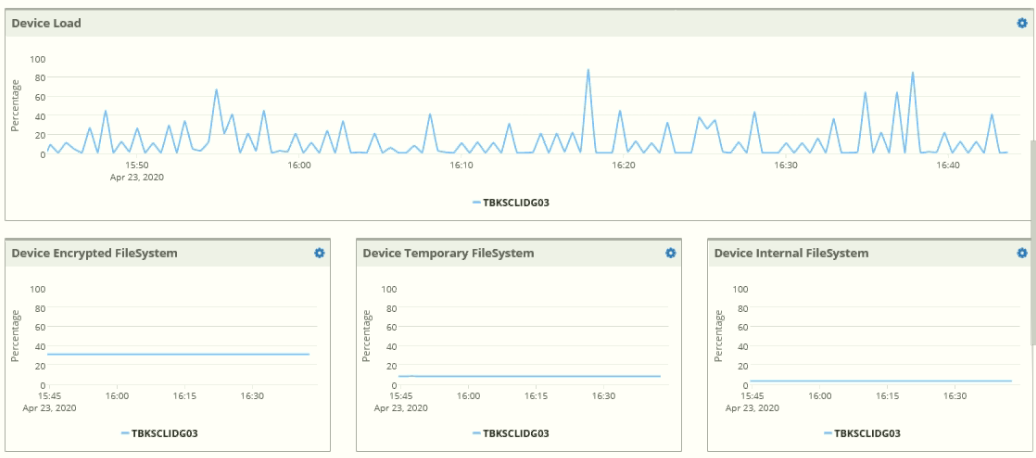 Device Load
Percentage
100
80
60
40
20
0
15:50 16:00 16:10 16:20 16:30 16:40
Apr 23, 2020
TBKSCLIDG03
Device Encrypted FileSystem
Percentage
100
80
60
40
20
0
15:45 16:00 16:15 16:30
Apr 23, 2020
TBKSCLIDG03
Device Temporary FileSystem
Percentage
100
80
60
40
20
0
15:45 16:00 16:15 16:30
Apr 23, 2020
TBKSCLIDG03
Device Internal FileSystem
Percentage
100
80
60
40
20
0
15:45 16:00 16:15 16:30
Apr 23, 2020
TBKSCLIDG03